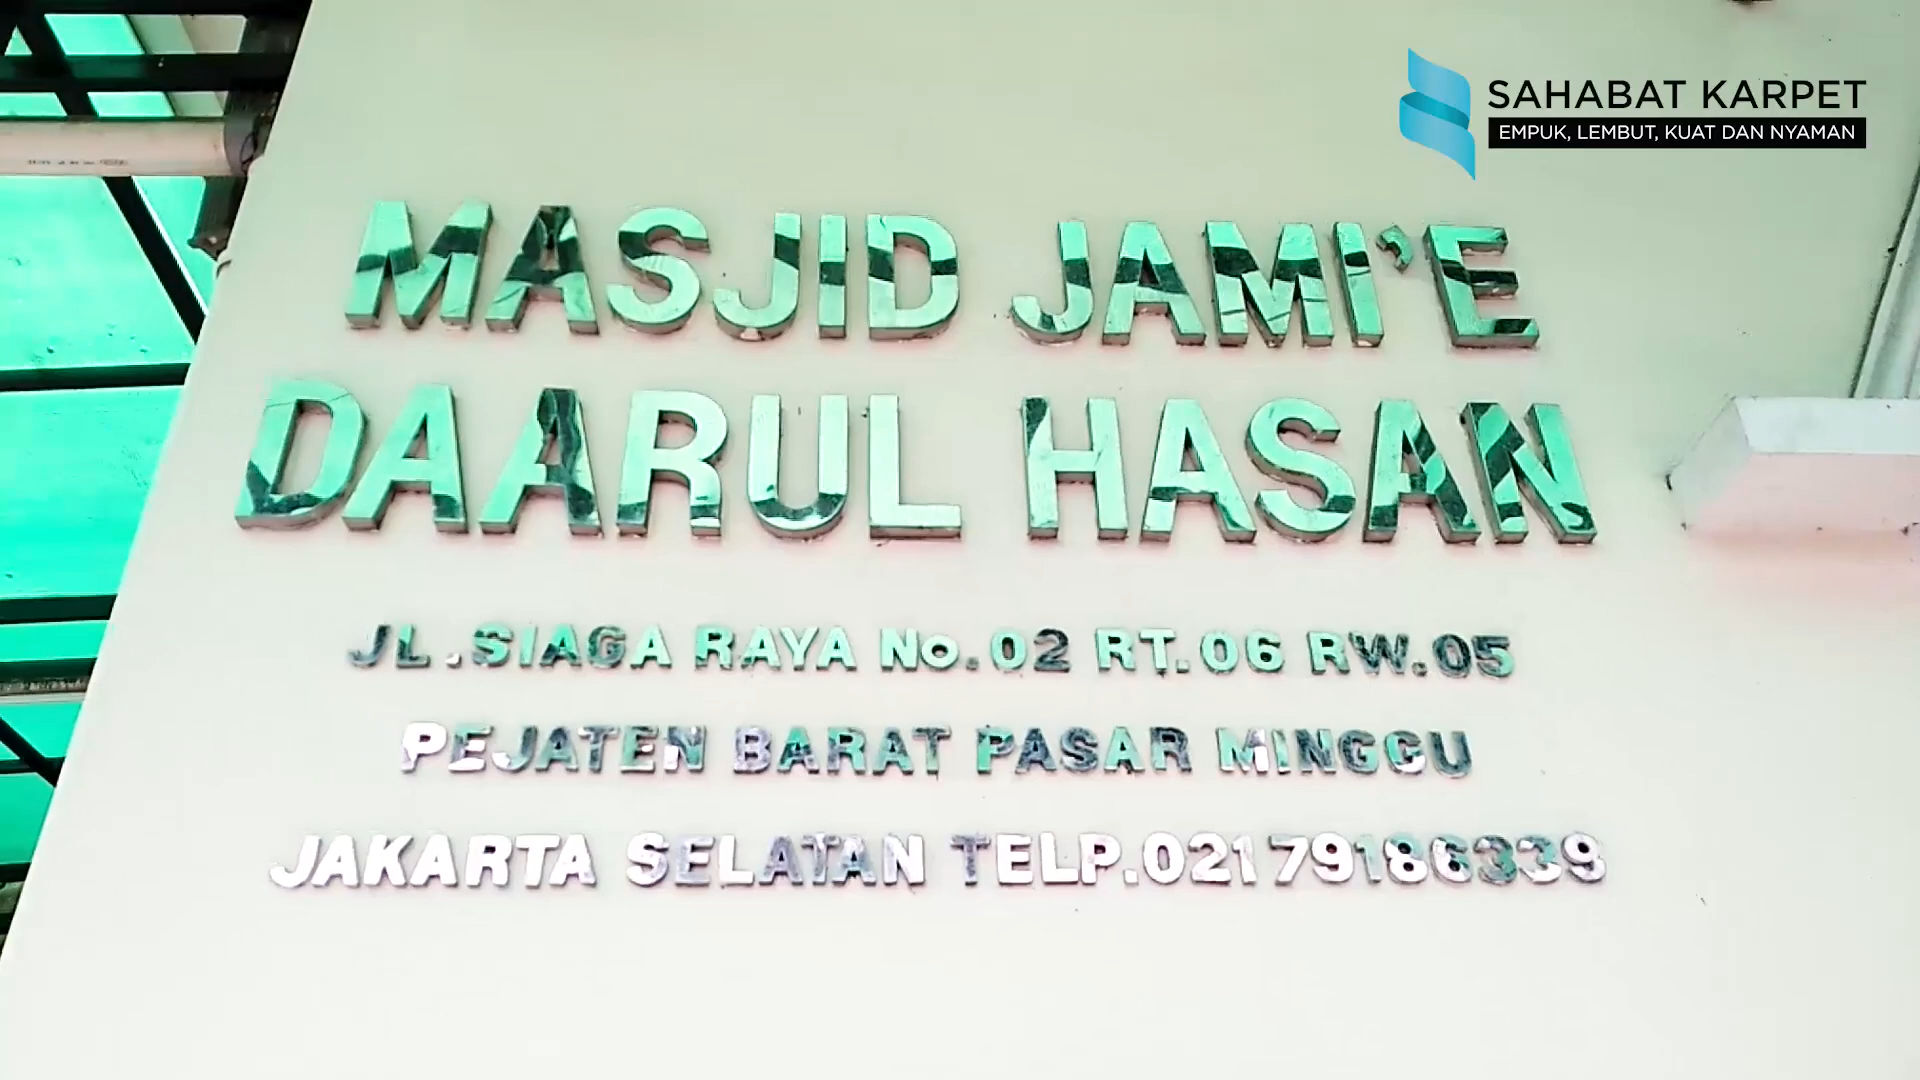 SAHABAT KARPET
EMPUK, LEMBUT, KUAT DAN NYAMAN
MASJID JAMI'E
DAARUL HASAN
JL.SIAGA RAYA No.02 RT.06 RW.05
PEJATEN BARAT PASAR MINGGU
JAKARTA SELATAN TELP.02179186339